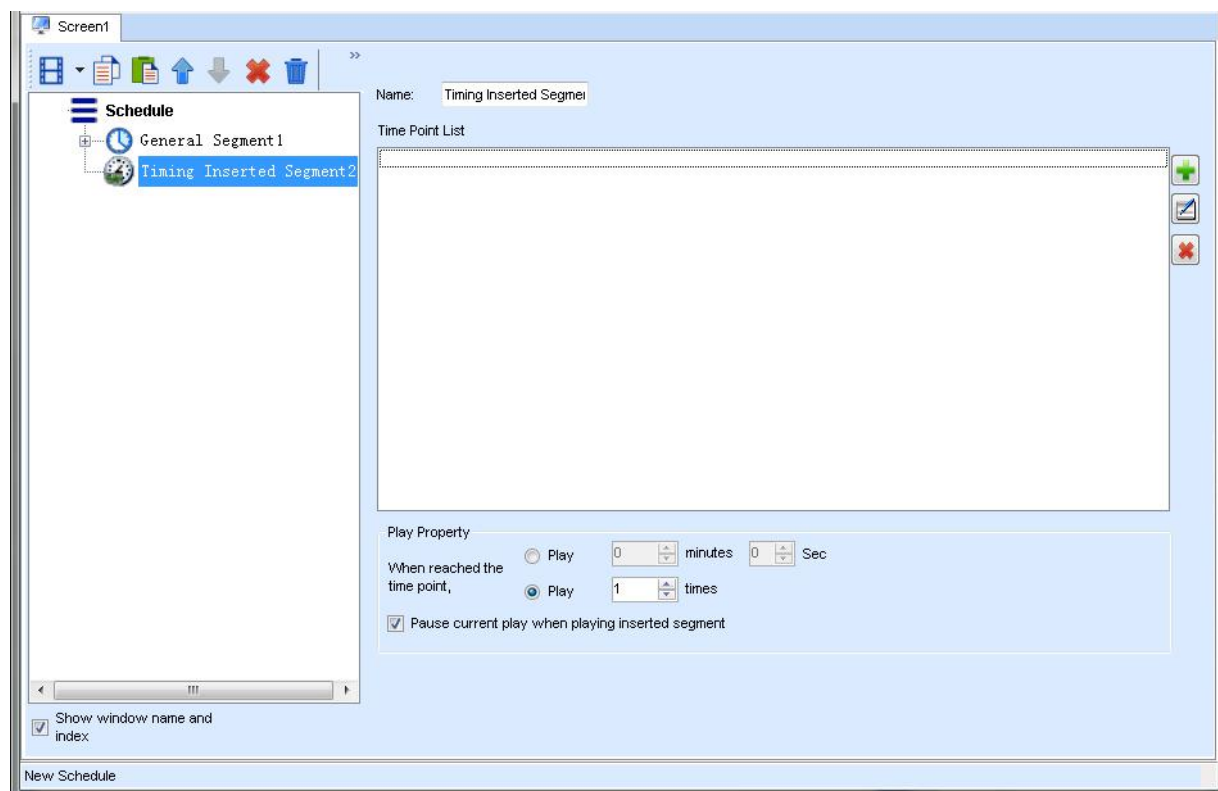 Screen1
Schedule
General Segment1
Timing Inserted Segment2
Show window name and
index
Name: Timing Inserted Segmer
Time Point List
Play Property
When reached the
time point,
Play 0 minutes 0 Sec
Play 1 times
Pause current play when playing inserted segment
New Schedule